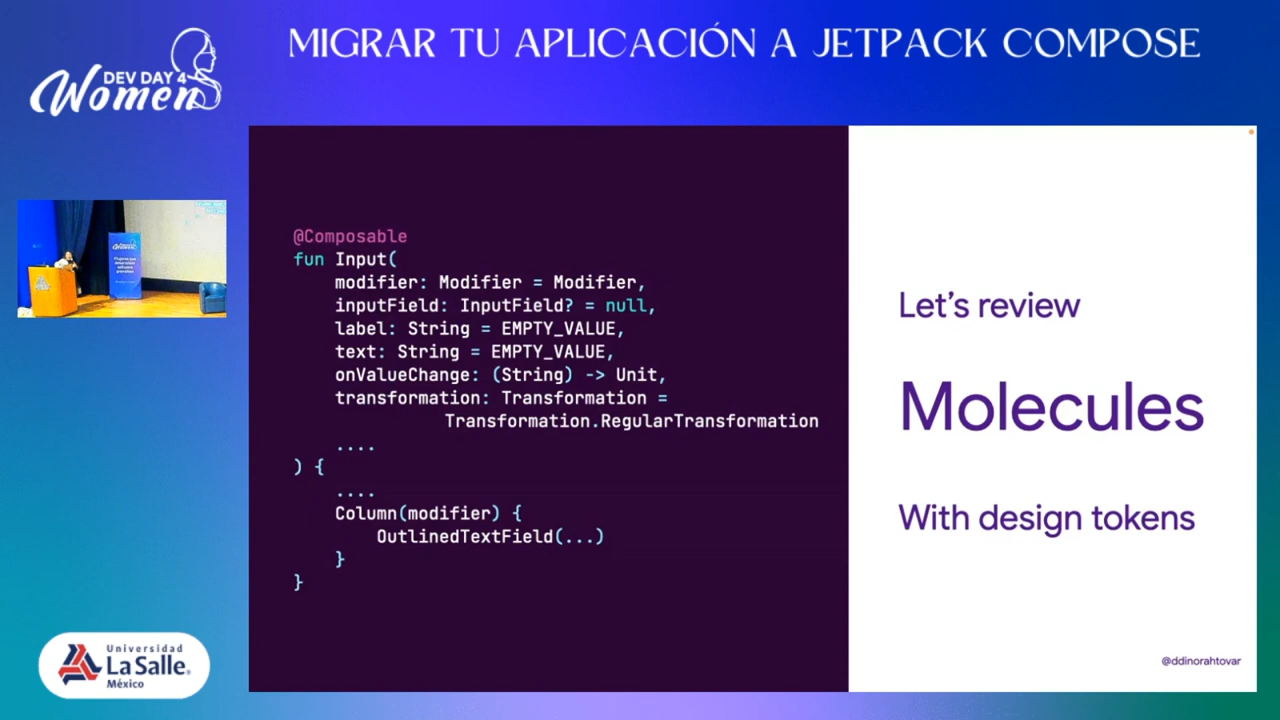 MIGRAR TU APLICACIÓN A JETPACK COMPOSE
DEV DAY 4
Women
@Composable
fun Input(
modifier: Modifier = Modifier,
inputField: InputField? = null,
label: String = EMPTY_VALUE,
text: String = EMPTY_VALUE,
onValueChange: (String) -> Unit,
transformation: Transformation =
Transformation.RegularTransformation
....
) {
....
Column(modifier) {
OutlinedTextField(...)
}
}
Let's review
Molecules
With design tokens
@ddinorahtovar
Universidad
La Salle®
México